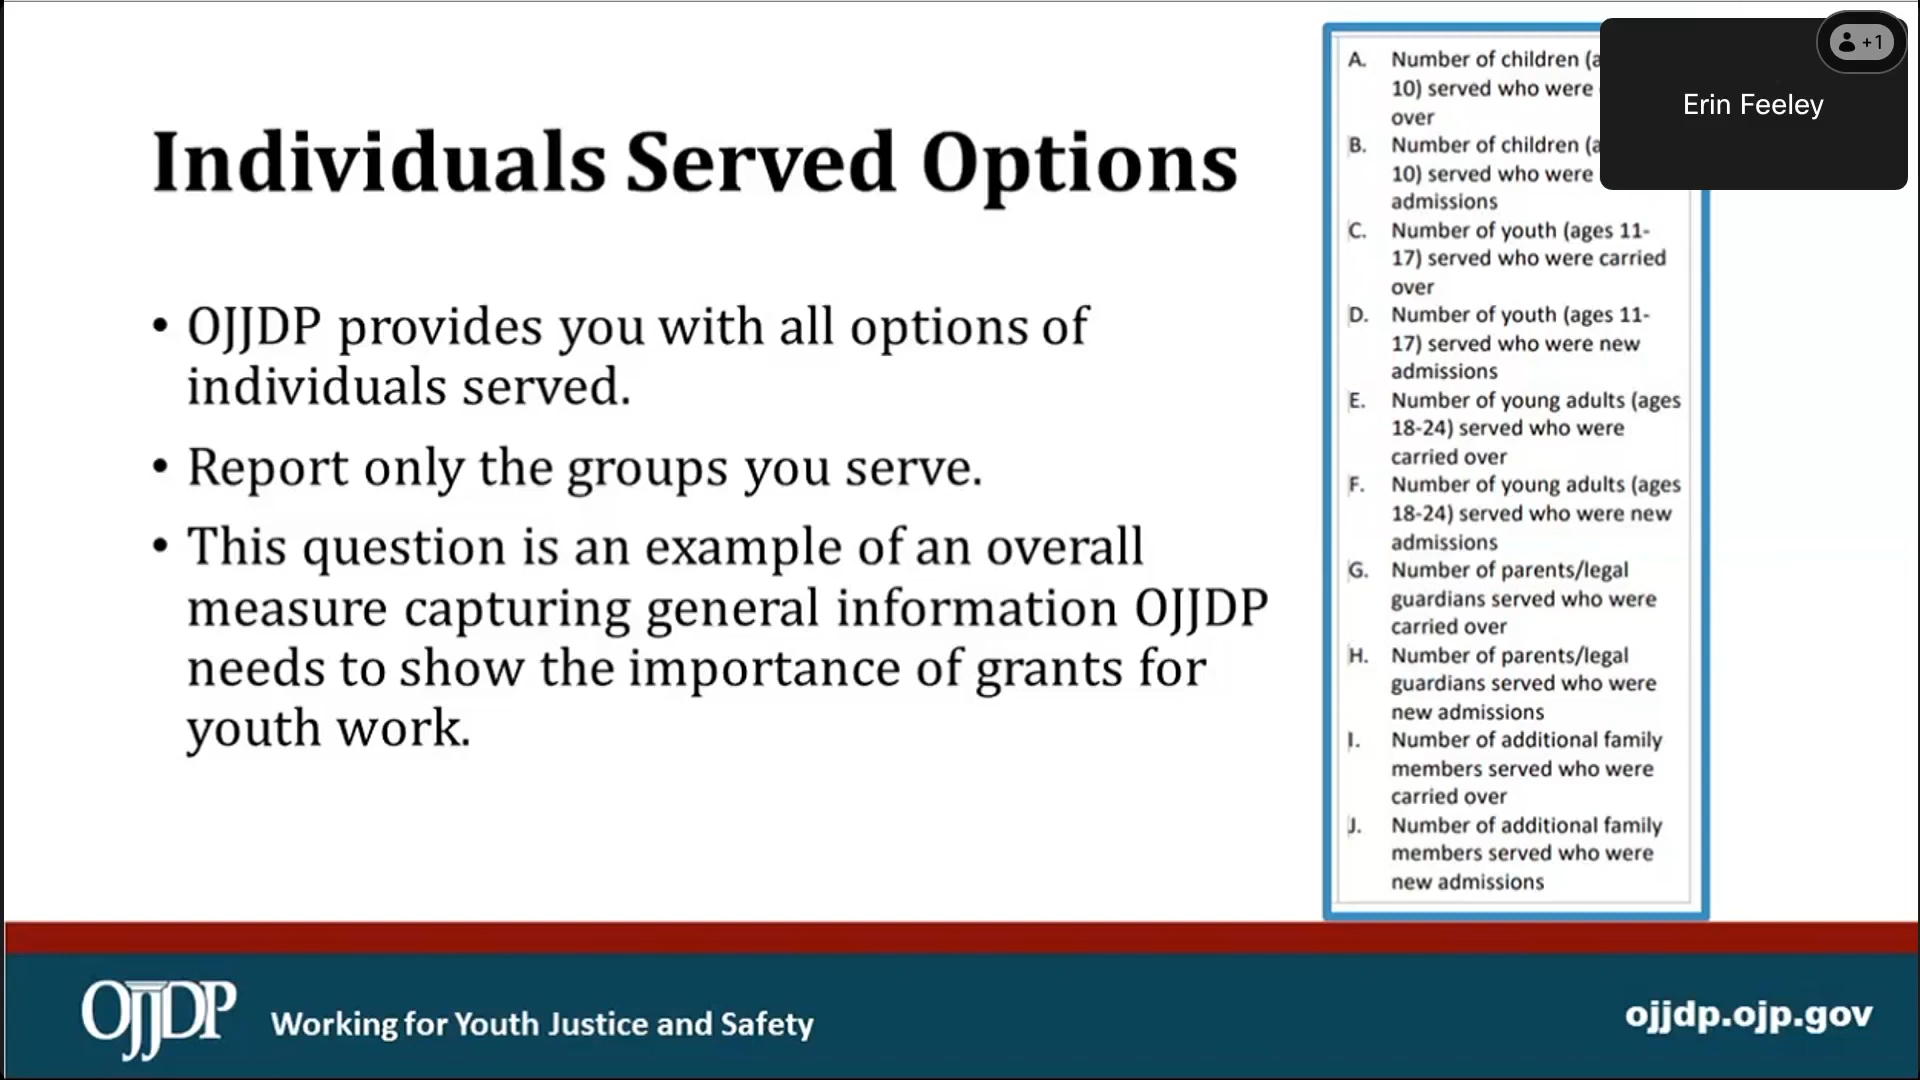 Individuals Served Options
• OJJDP provides you with all options of
individuals served.
• Report only the groups you serve.
• This question is an example of an overall
measure capturing general information OJJDP
needs to show the importance of grants for
youth work.
A. Number of children (a
10) served who were
over
B. Number of children (a
10) served who were
admissions
C. Number of youth (ages 11-
17) served who were carried
over
D. Number of youth (ages 11-
17) served who were new
admissions
E. Number of young adults (ages
18-24) served who were
carried over
F. Number of young adults (ages
18-24) served who were new
admissions
G. Number of parents/legal
guardians served who were
carried over
H. Number of parents/legal
guardians served who were
new admissions
I. Number of additional family
members served who were
carried over
J. Number of additional family
members served who were
new admissions
+1
Erin Feeley
OJJDP
Working for Youth Justice and Safety
ojjdp.ojp.gov